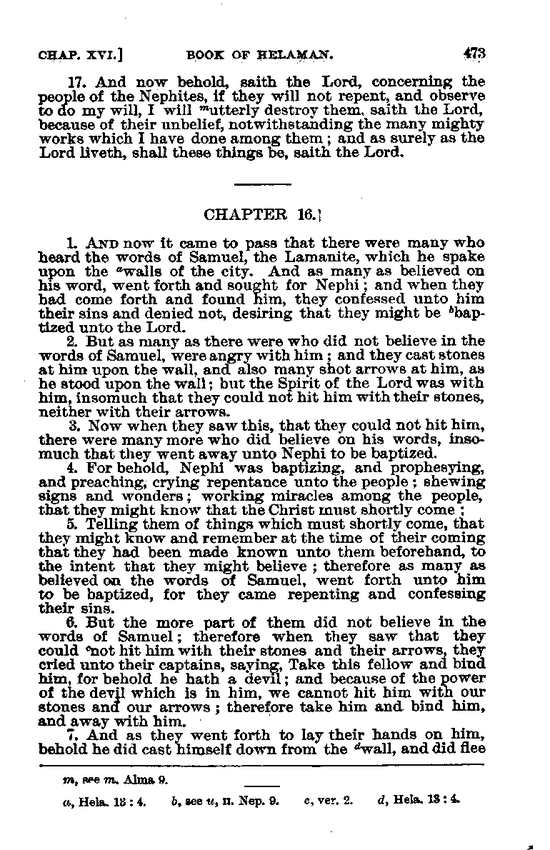 CHAP. XVI.] BOOK OF HELAMAN. 473
17. And now behold, saith the Lord, concerning the
people of the Nephites, if they will not repent, and observe
to do my will, I will ᵐutterly destroy them, saith the Lord,
because of their unbelief, notwithstanding the many mighty
works which I have done among them ; and as surely as the
Lord liveth, shall these things be, saith the Lord.
CHAPTER 16.
1. AND now it came to pass that there were many who
heard the words of Samuel, the Lamanite, which he spake
upon the ᵃwalls of the city. And as many as believed on
his word, went forth and sought for Nephi ; and when they
had come forth and found him, they confessed unto him
their sins and denied not, desiring that they might be ᵇbap-
tized unto the Lord.
2. But as many as there were who did not believe in the
words of Samuel, were angry with him ; and they cast stones
at him upon the wall, and also many shot arrows at him, as
he stood upon the wall ; but the Spirit of the Lord was with
him, insomuch that they could not hit him with their stones,
neither with their arrows.
3. Now when they saw this, that they could not hit him,
there were many more who did believe on his words, inso-
much that they went away unto Nephi to be baptized.
4. For behold, Nephi was baptizing, and prophesying,
and preaching, crying repentance unto the people ; shewing
signs and wonders ; working miracles among the people,
that they might know that the Christ must shortly come ;
5. Telling them of things which must shortly come, that
they might know and remember at the time of their coming
that they had been made known unto them beforehand, to
the intent that they might believe ; therefore as many as
believed on the words of Samuel, went forth unto him
to be baptized, for they came repenting and confessing
their sins.
6. But the more part of them did not believe in the
words of Samuel ; therefore when they saw that they
could ᶜnot hit him with their stones and their arrows, they
cried unto their captains, saying, Take this fellow and bind
him, for behold he hath a devil ; and because of the power
of the devil which is in him, we cannot hit him with our
stones and our arrows ; therefore take him and bind him,
and away with him.
7. And as they went forth to lay their hands on him,
behold he did cast himself down from the ᵈwall, and did flee
m, see m, Alma 9.
a, Hela. 13 : 4. b, see u, II. Nep. 9. c, ver. 2. d, Hela. 13 : 4.